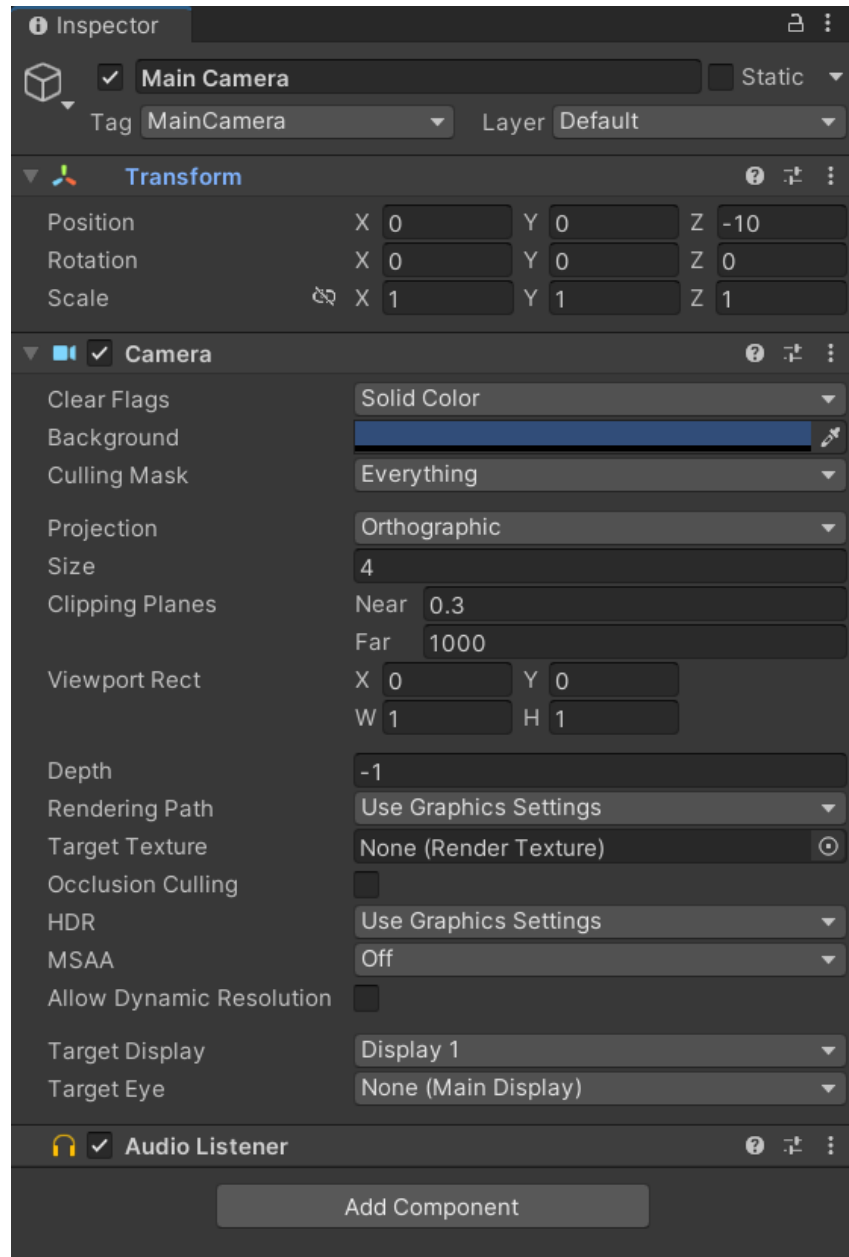 Inspector
Main Camera Static
Tag MainCamera Layer Default
Transform
Position X 0 Y 0 Z -10
Rotation X 0 Y 0 Z 0
Scale X 1 Y 1 Z 1
Camera
Clear Flags Solid Color
Background
Culling Mask Everything
Projection Orthographic
Size 4
Clipping Planes Near 0.3
Far 1000
Viewport Rect X 0 Y 0
W 1 H 1
Depth -1
Rendering Path Use Graphics Settings
Target Texture None (Render Texture)
Occlusion Culling
HDR Use Graphics Settings
MSAA Off
Allow Dynamic Resolution
Target Display Display 1
Target Eye None (Main Display)
Audio Listener
Add Component